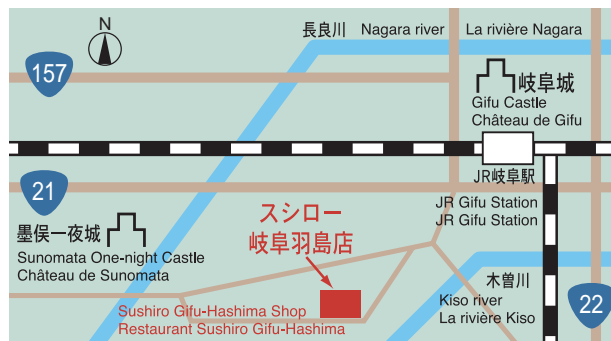 N
長良川 Nagara river La rivière Nagara
157
岐阜城
Gifu Castle
Château de Gifu
JR岐阜駅
JR Gifu Station
JR Gifu Station
21
スシロー
岐阜羽島店
墨俣一夜城
Sunomata One-night Castle
Château de Sunomata
木曽川
Kiso river
La rivière Kiso
22
Sushiro Gifu-Hashima Shop
Restaurant Sushiro Gifu-Hashima